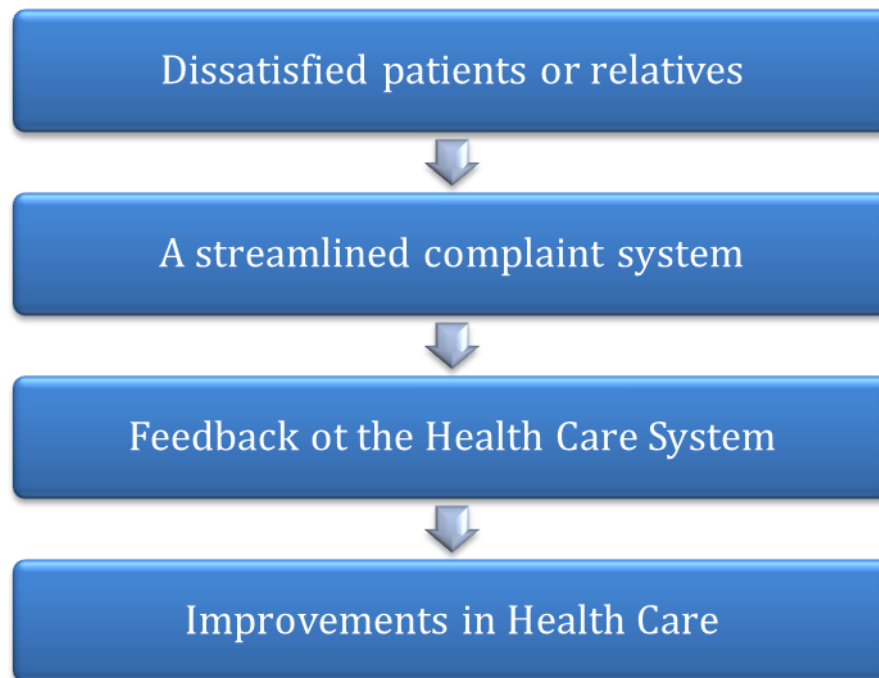 Dissatisfied patients or relatives
A streamlined complaint system
Feedback ot the Health Care System
Improvements in Health Care